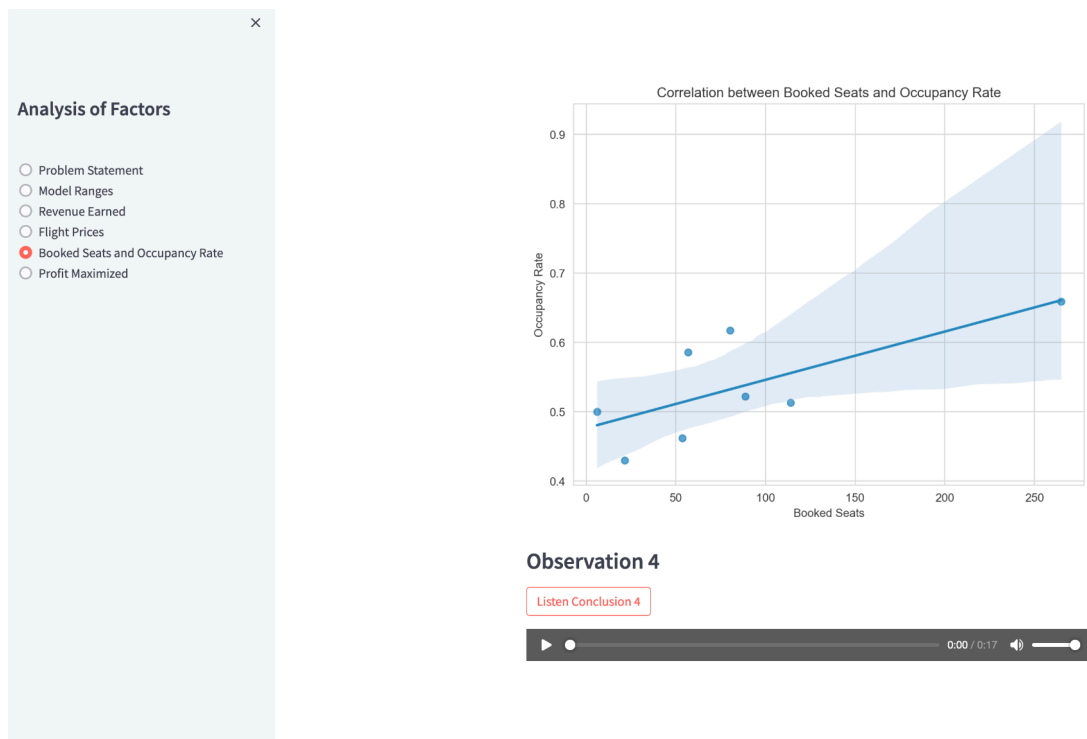 ×
Analysis of Factors
Problem Statement
Model Ranges
Revenue Earned
Flight Prices
Booked Seats and Occupancy Rate
Profit Maximized
Correlation between Booked Seats and Occupancy Rate
0.9
0.8
0.7
0.6
0.5
0.4
Occupancy Rate
0 50 100 150 200 250
Booked Seats
Observation 4
Listen Conclusion 4
0:00 / 0:17